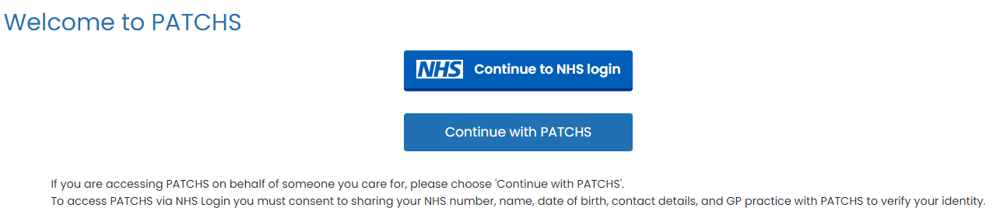 Welcome to PATCHS
NHS Continue to NHS login
Continue with PATCHS
If you are accessing PATCHS on behalf of someone you care for, please choose 'Continue with PATCHS'.
To access PATCHS via NHS Login you must consent to sharing your NHS number, name, date of birth, contact details, and GP practice with PATCHS to verify your identity.